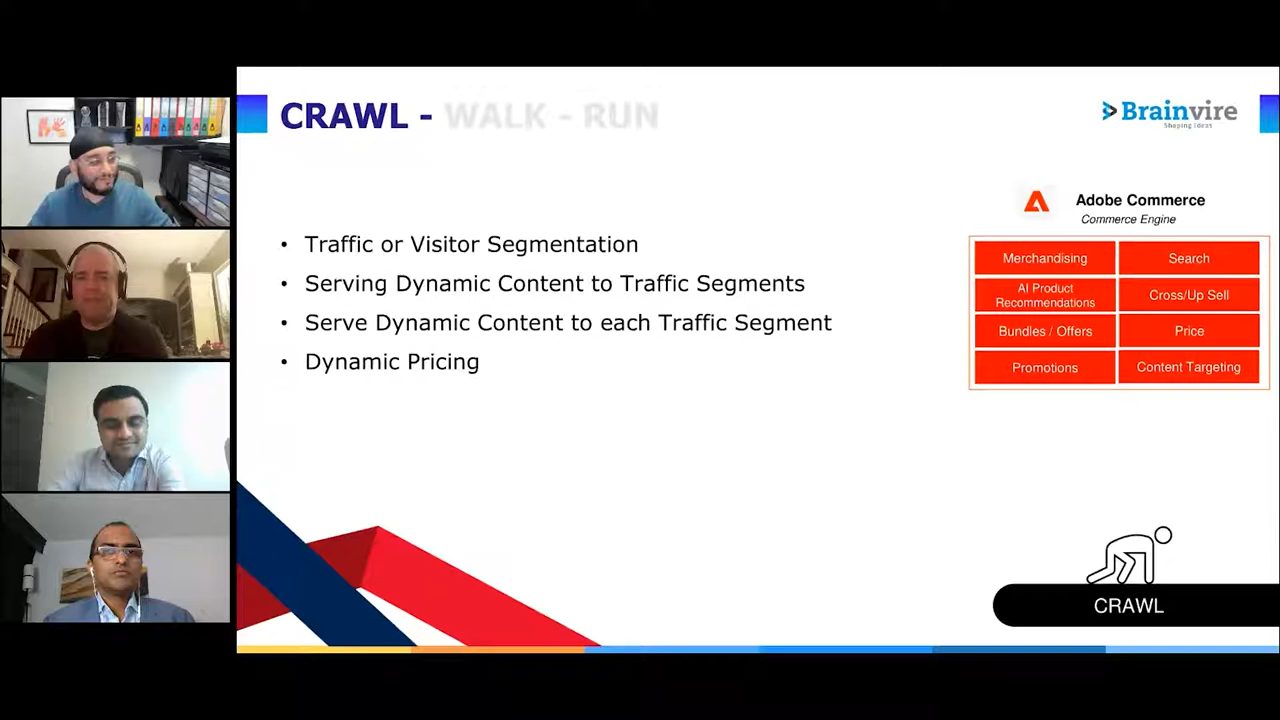 CRAWL - WALK - RUN
Brainvire
Shaping Ideas
Adobe Commerce
Commerce Engine
• Traffic or Visitor Segmentation
• Serving Dynamic Content to Traffic Segments
• Serve Dynamic Content to each Traffic Segment
• Dynamic Pricing
Merchandising
Search
AI Product
Recommendations
Cross/Up Sell
Bundles / Offers
Price
Promotions
Content Targeting
CRAWL